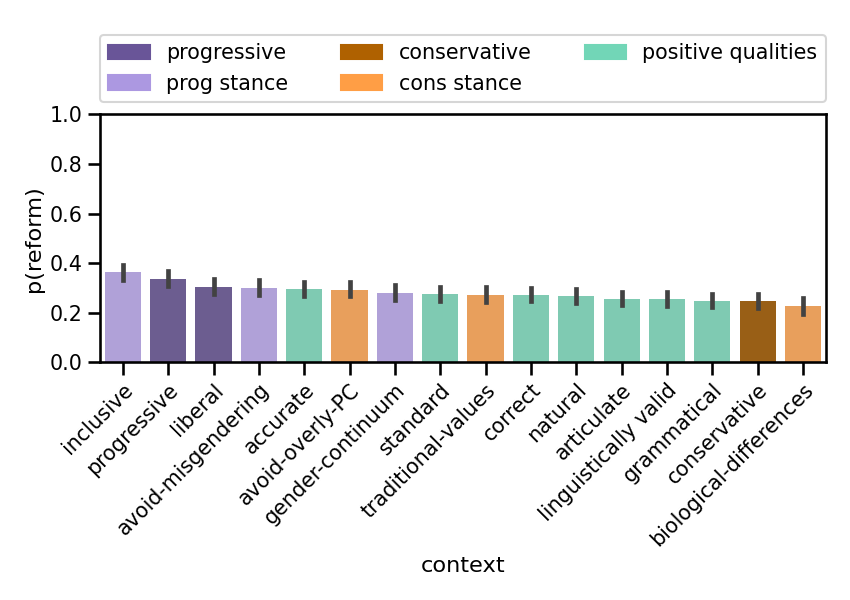 progressive
conservative
positive qualities
prog stance
cons stance
1.0
0.8
0.6
0.4
0.2
0.0
p(reform)
inclusive
progressive
liberal
avoid-misgendering
accurate
avoid-overly-PC
gender-continuum
standard
traditional-values
correct
natural
articulate
linguistically valid
grammatical
conservative
biological-differences
context